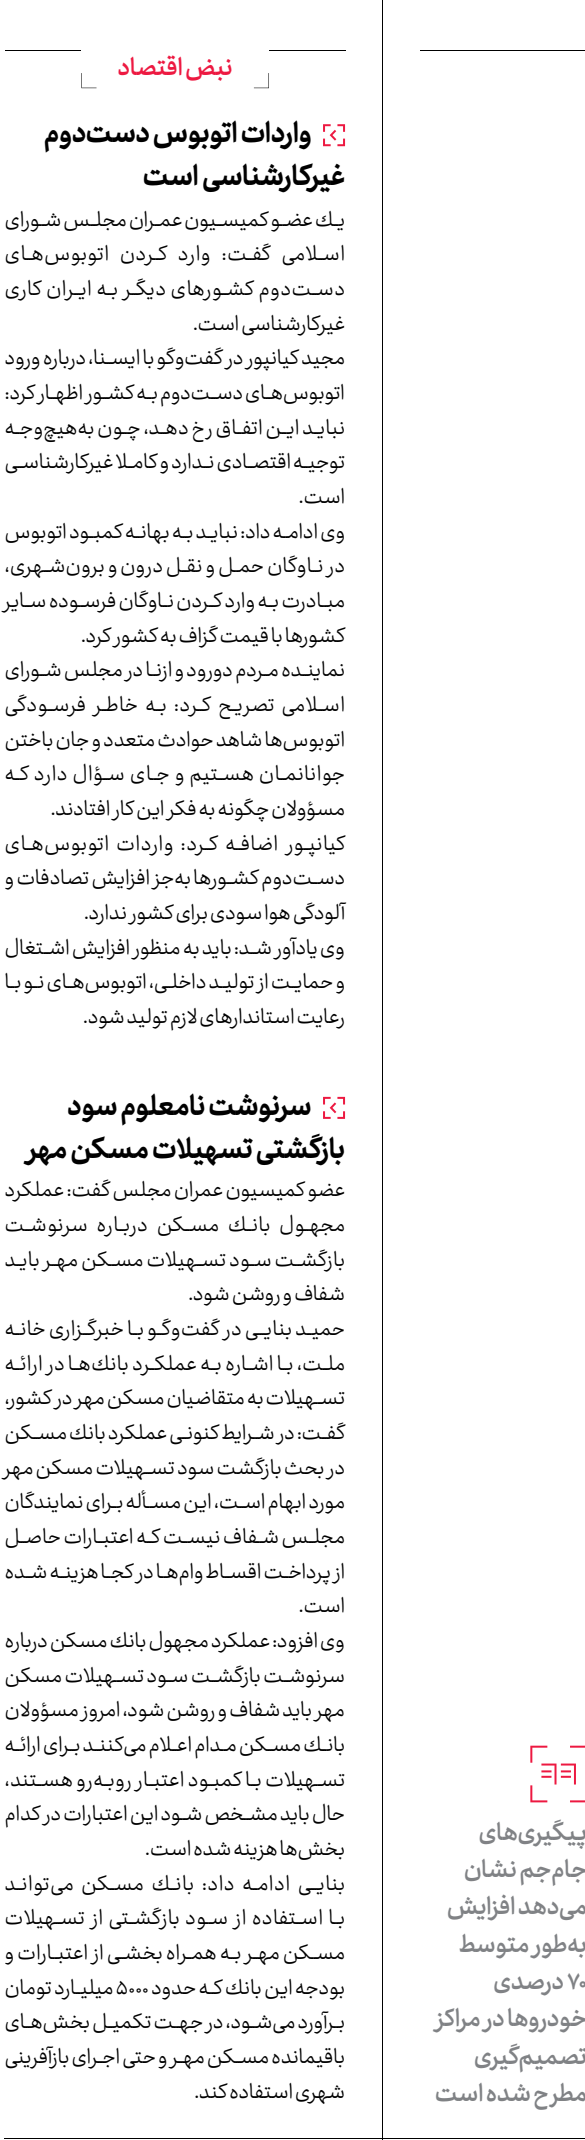 نبض اقتصاد
واردات اتوبوس دست‌دوم
غیرکارشناسی است
یك عضو کمیسیون عمران مجلس شورای
اسلامی گفت: وارد کردن اتوبوس‌های
دست‌دوم کشورهای دیگر به ایران کاری
غیرکارشناسی است.
مجید کیانپور در گفت‌وگو با ایسنا، درباره ورود
اتوبوس‌های دست‌دوم به کشور اظهار کرد:
نباید این اتفاق رخ دهد، چون به‌هیچ‌وجه
توجیه اقتصادی ندارد و کاملا غیرکارشناسی
است.
وی ادامه داد: نباید به بهانه کمبود اتوبوس
در ناوگان حمل و نقل درون و برون‌شهری،
مبادرت به وارد کردن ناوگان فرسوده سایر
کشورها با قیمت گزاف به کشور کرد.
نماینده مردم دورود و ازنا در مجلس شورای
اسلامی تصریح کرد: به خاطر فرسودگی
اتوبوس‌ها شاهد حوادث متعدد و جان باختن
جوانانمان هستیم و جای سؤال دارد که
مسؤولان چگونه به فکر این کار افتادند.
کیانپور اضافه کرد: واردات اتوبوس‌های
دست‌دوم کشورها به‌جز افزایش تصادفات و
آلودگی هوا سودی برای کشور ندارد.
وی یادآور شد: باید به منظور افزایش اشتغال
و حمایت از تولید داخلی، اتوبوس‌های نو با
رعایت استاندارهای لازم تولید شود.
سرنوشت نامعلوم سود
بازگشتی تسهیلات مسکن مهر
عضو کمیسیون عمران مجلس گفت: عملکرد
مجهول بانك مسکن درباره سرنوشت
بازگشت سود تسهیلات مسکن مهر باید
شفاف و روشن شود.
حمید بنایی در گفت‌وگو با خبرگزاری خانه
ملت، با اشاره به عملکرد بانك‌ها در ارائه
تسهیلات به متقاضیان مسکن مهر در کشور،
گفت: در شرایط کنونی عملکرد بانك مسکن
در بحث بازگشت سود تسهیلات مسکن مهر
مورد ابهام است، این مسأله برای نمایندگان
مجلس شفاف نیست که اعتبارات حاصل
از پرداخت اقساط وام‌ها در کجا هزینه شده
است.
وی افزود: عملکرد مجهول بانك مسکن درباره
سرنوشت بازگشت سود تسهیلات مسکن
مهر باید شفاف و روشن شود، امروز مسؤولان
بانك مسکن مدام اعلام می‌کنند برای ارائه
تسهیلات با کمبود اعتبار روبه‌رو هستند،
حال باید مشخص شود این اعتبارات در کدام
بخش‌ها هزینه شده است.
بنایی ادامه داد: بانك مسکن می‌تواند
با استفاده از سود بازگشتی از تسهیلات
مسکن مهر به همراه بخشی از اعتبارات و
بودجه این بانك که حدود ۵۰۰۰ میلیارد تومان
برآورد می‌شود، در جهت تکمیل بخش‌های
باقیمانده مسکن مهر و حتی اجرای بازآفرینی
شهری استفاده کند.
پیگیری‌های
جام‌جم نشان
می‌دهد افزایش
به‌طور متوسط
۷۰ درصدی
خودروها در مراکز
تصمیم‌گیری
مطرح شده است